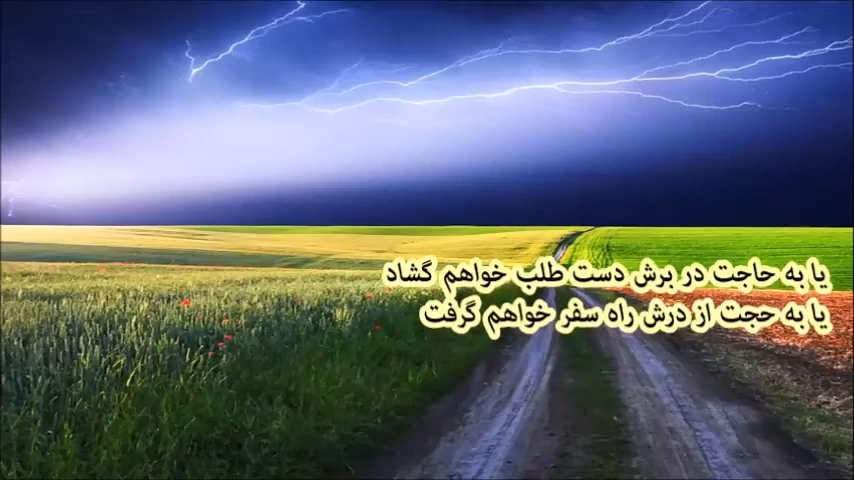 یا به حاجت در برش دست طلب خواهم گشاد
یا به حجت از درش راه سفر خواهم گرفت